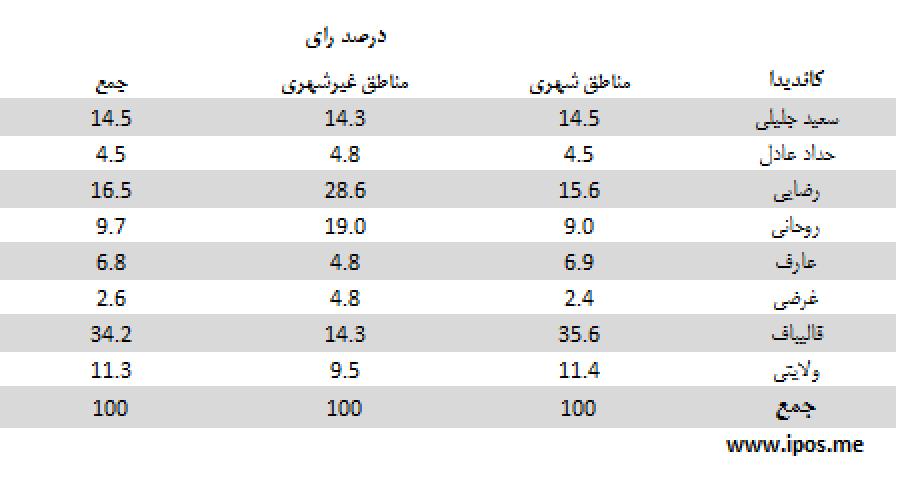 درصد رای
کاندیدا مناطق شهری مناطق غیرشهری جمع
سعید جلیلی 14.5 14.3 14.5
حداد عادل 4.5 4.8 4.5
رضایی 15.6 28.6 16.5
روحانی 9.0 19.0 9.7
عارف 6.9 4.8 6.8
غرضی 2.4 4.8 2.6
قالیباف 35.6 14.3 34.2
ولایتی 11.4 9.5 11.3
جمع 100 100 100
www.ipos.me